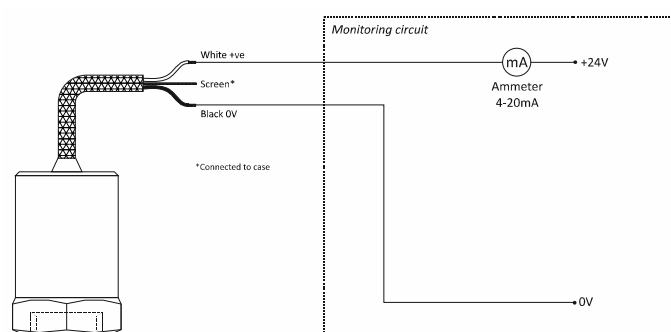 Monitoring circuit
White +ve
mA
+24V
Screen*
Ammeter
4-20mA
Black 0V
*Connected to case
0V